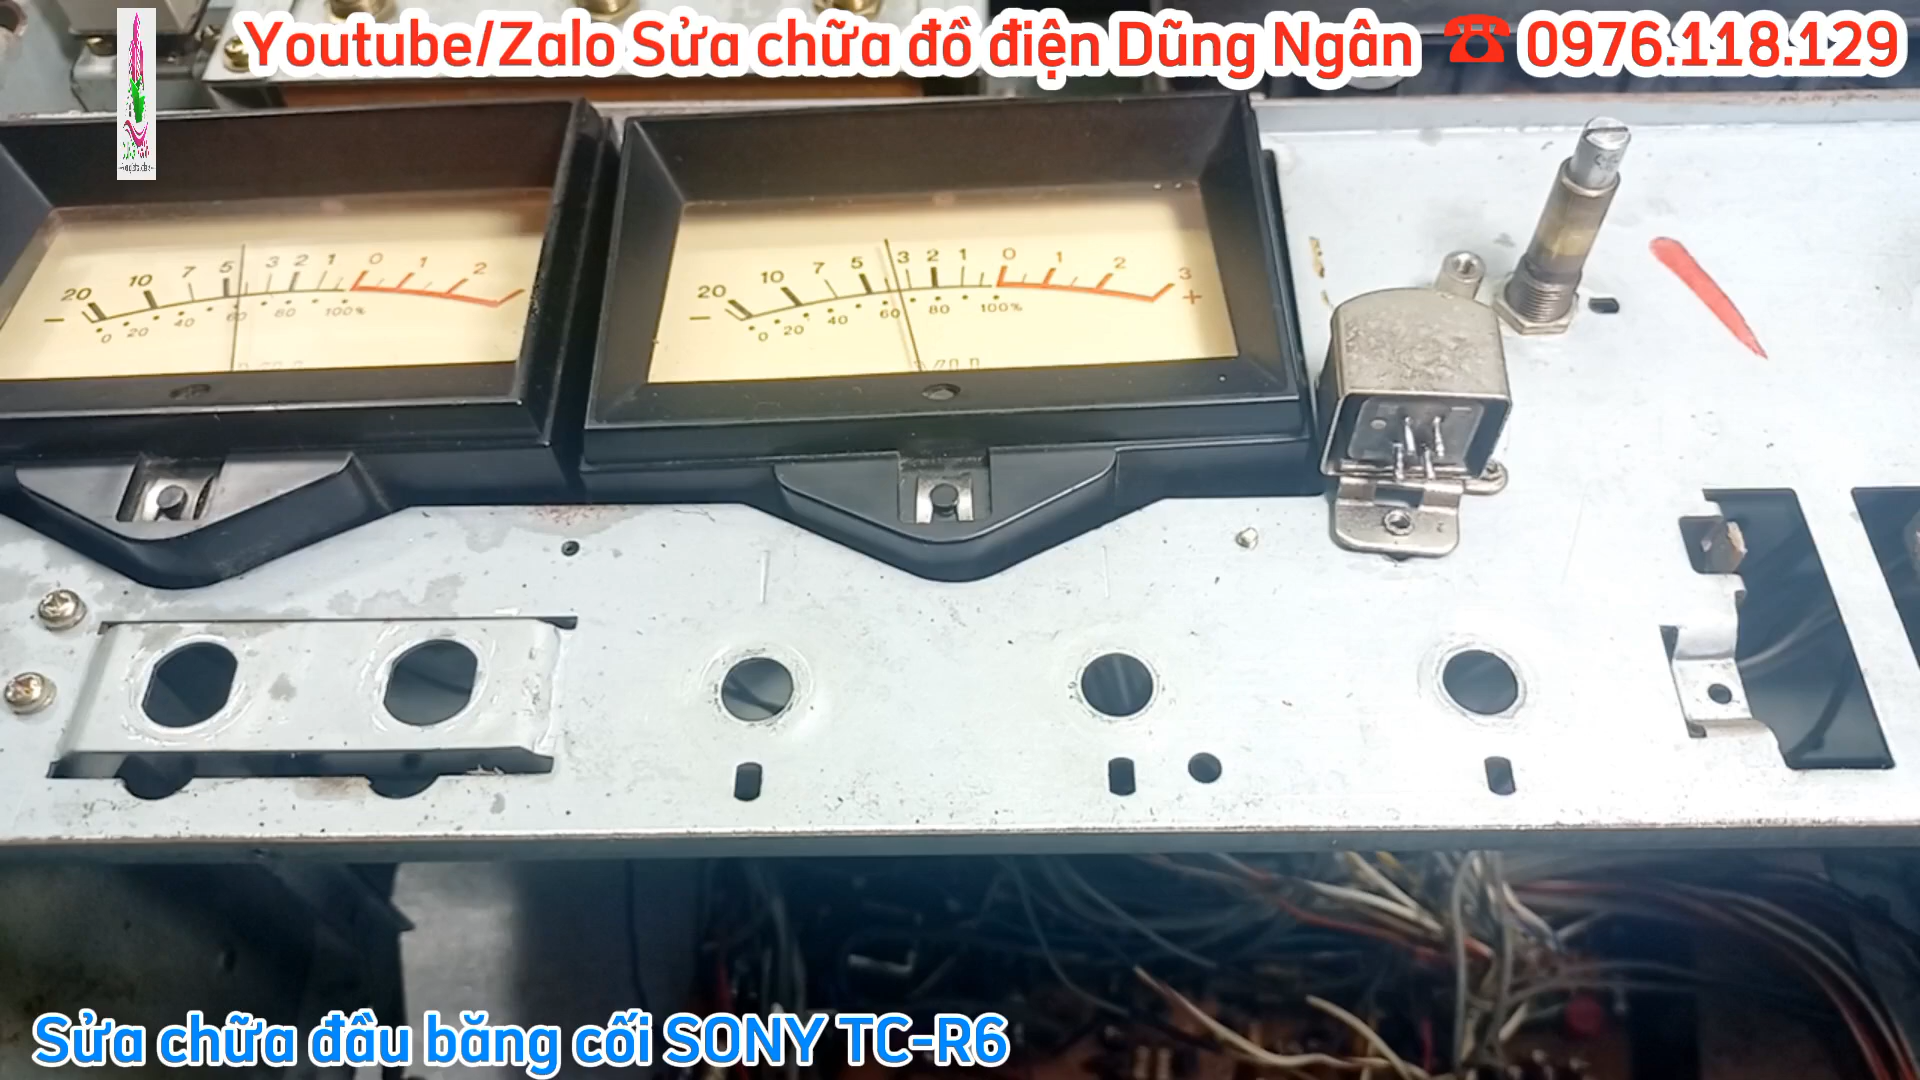 Youtube/Zalo Sửa chữa đồ điện Dũng Ngân ☎ 0976.118.129
20 10 7 5 3 2 1 0 1 2
- 0 20 40 60 80 100%
20 10 7 5 3 2 1 0 1 2 3
- 0 20 40 60 80 100% +
Sửa chữa đầu băng cối SONY TC-R6